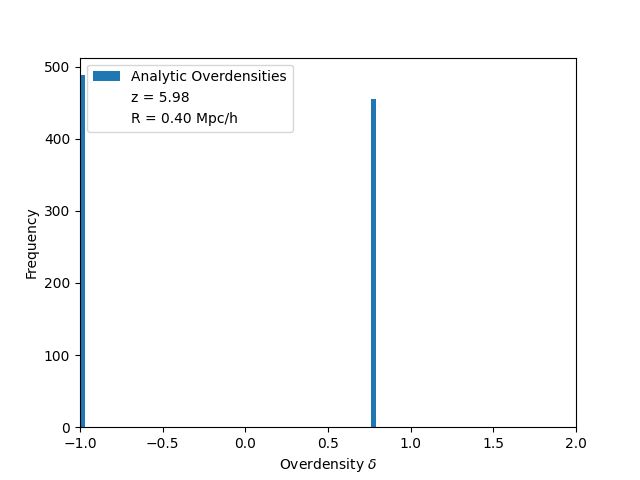 Analytic Overdensities
z = 5.98
R = 0.40 Mpc/h
500
400
300
200
100
0
Frequency
−1.0 −0.5 0.0 0.5 1.0 1.5 2.0
Overdensity δ